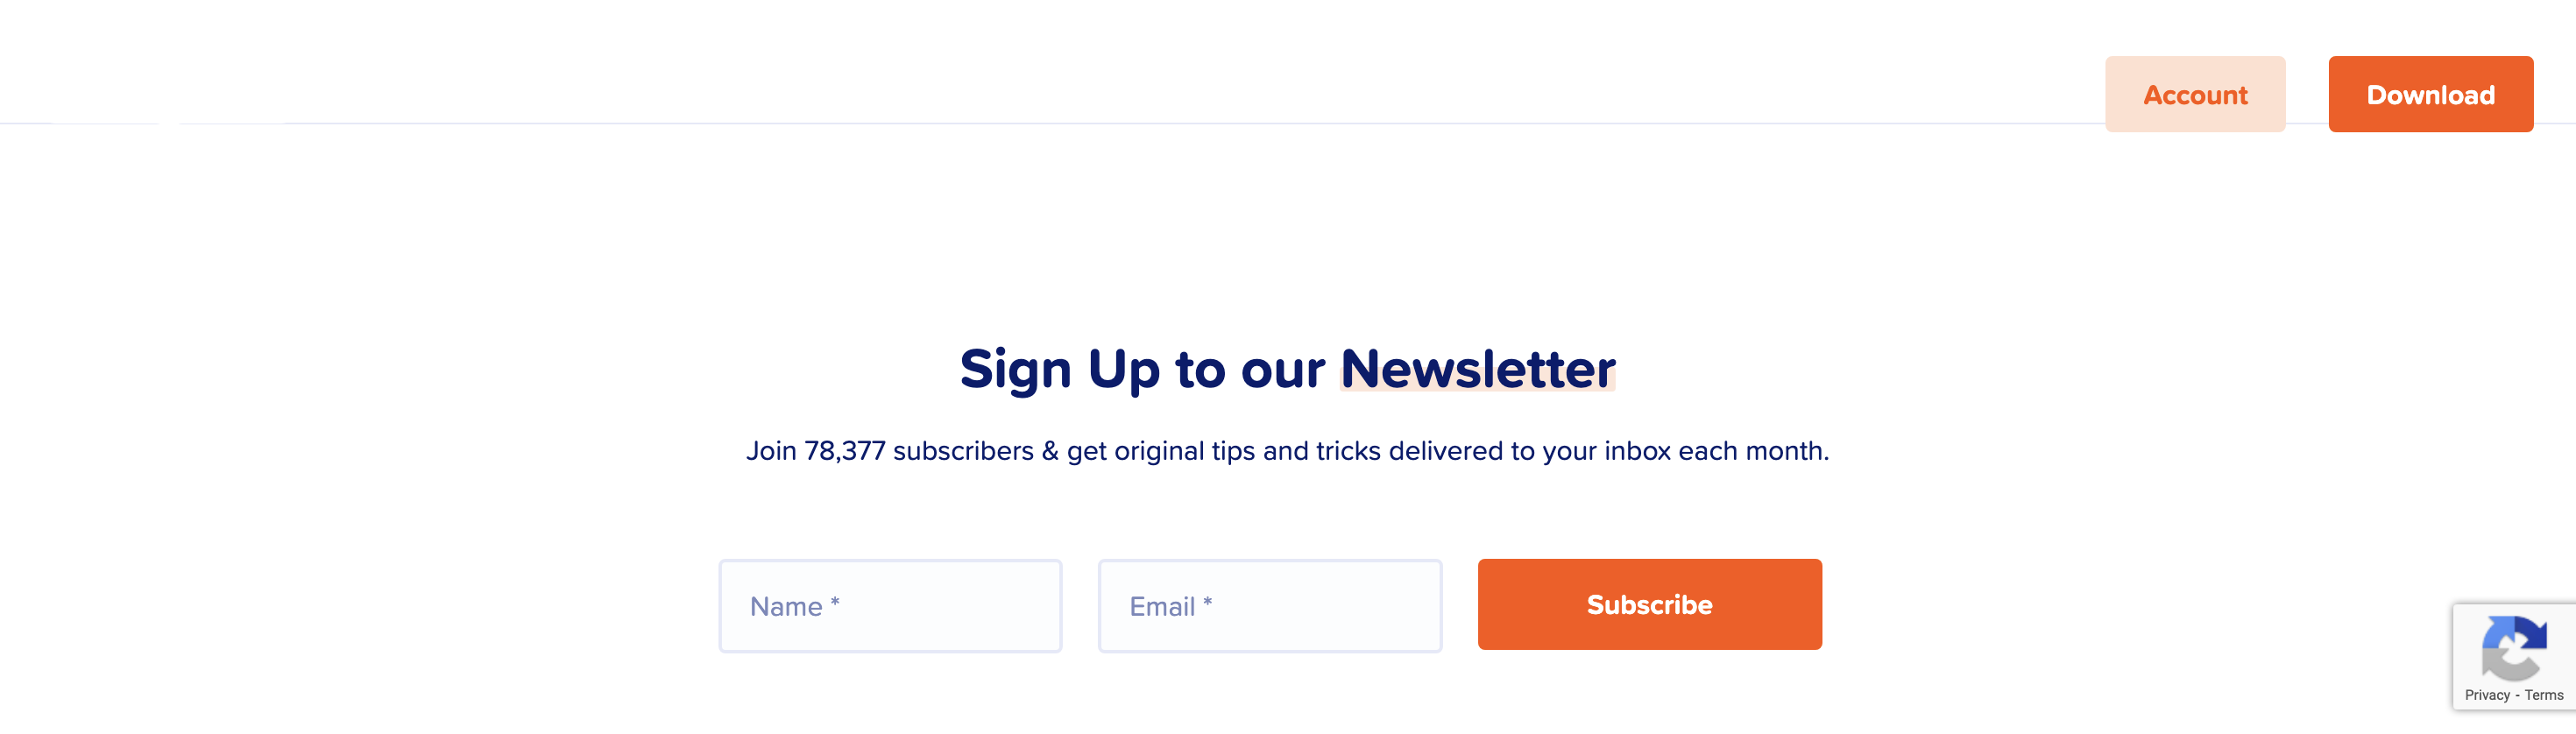 Account
Download
Sign Up to our Newsletter
Join 78,377 subscribers & get original tips and tricks delivered to your inbox each month.
Name *
Email *
Subscribe
Privacy - Terms